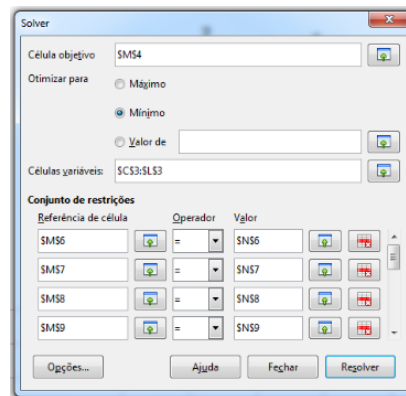 Solver
Célula objetivo $M$4
Otimizar para Máximo
Mínimo
Valor de
Células variáveis: $C$3:$L$3
Conjunto de restrições
Referência de célula Operador Valor
$M$6 = $N$6
$M$7 = $N$7
$M$8 = $N$8
$M$9 = $N$9
Opções... Ajuda Fechar Resolver